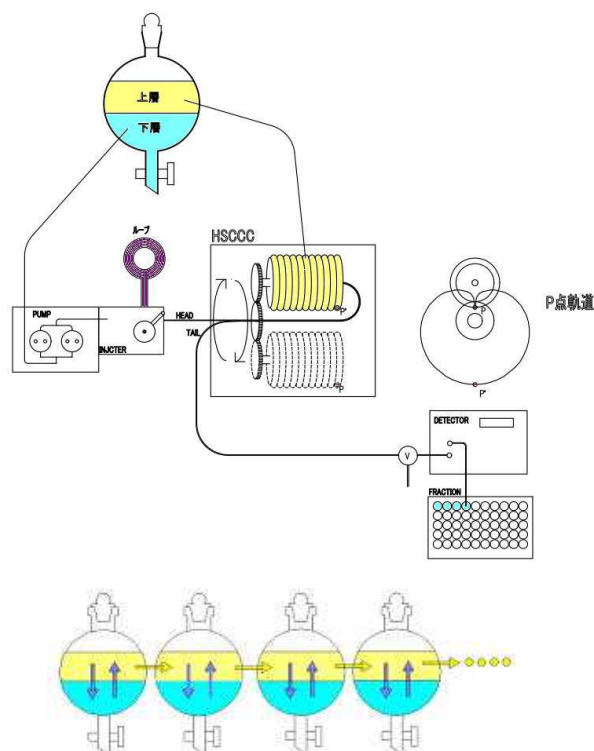 上層
下層
ループ
HSCCC
PUMP
INJCTER
HEAD
TAIL
P'
P
P
P'
P点軌道
DETECTOR
V
FRACTION